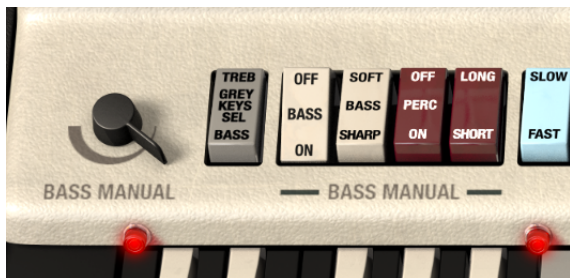 TREB
GREY
KEYS
SEL
BASS
OFF
BASS
ON
SOFT
BASS
SHARP
OFF
PERC
ON
LONG
SHORT
SLOW
FAST
BASS MANUAL
BASS MANUAL